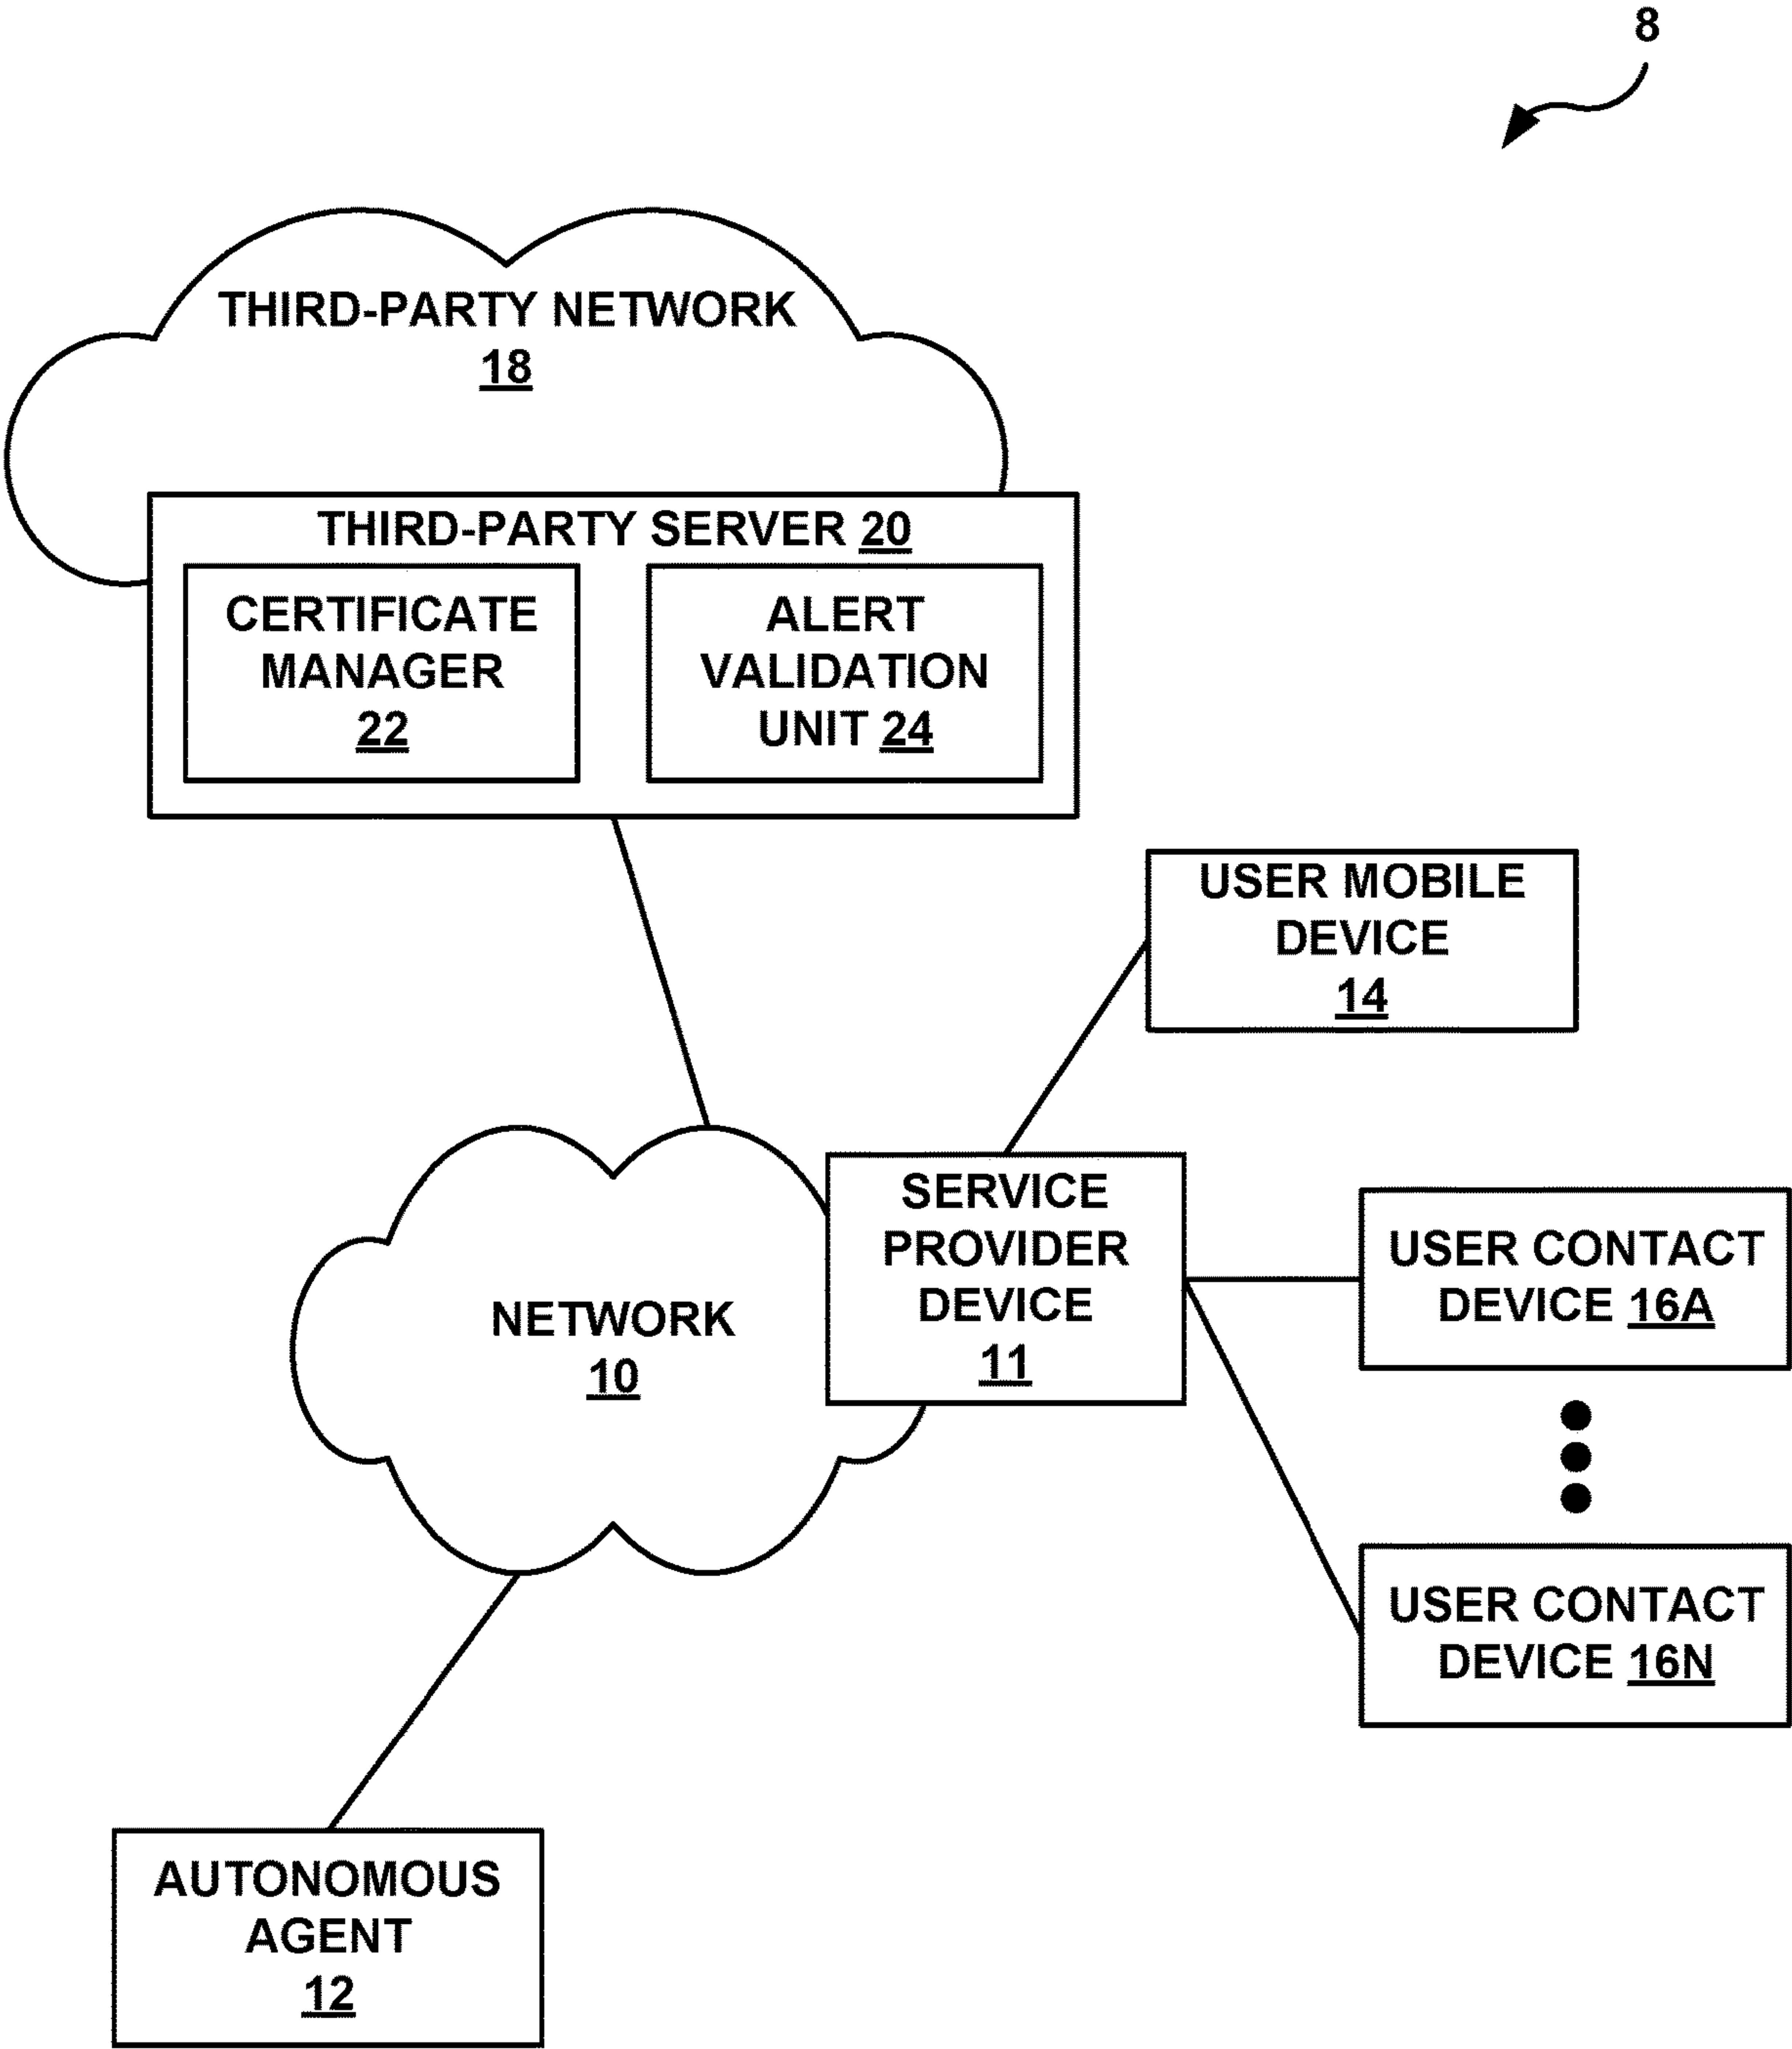 8
THIRD-PARTY NETWORK
18
THIRD-PARTY SERVER 20
CERTIFICATE
MANAGER
22
ALERT
VALIDATION
UNIT 24
USER MOBILE
DEVICE
14
SERVICE
PROVIDER
DEVICE
11
NETWORK
10
USER CONTACT
DEVICE 16A
USER CONTACT
DEVICE 16N
AUTONOMOUS
AGENT
12